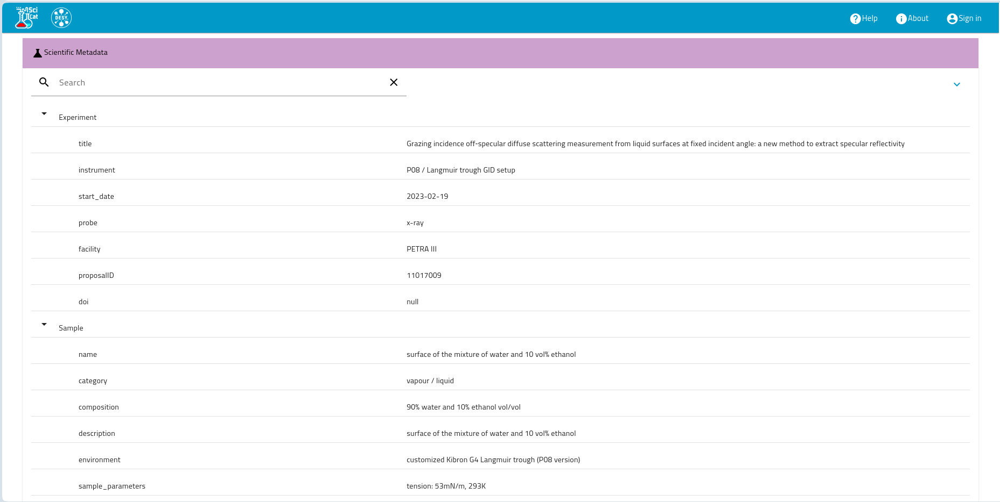 Sci
Cat
DESY.
Help
About
Sign in
Scientific Metadata
Search
Experiment
title Grazing incidence off-specular diffuse scattering measurement from liquid surfaces at fixed incident angle: a new method to extract specular reflectivity
instrument P08 / Langmuir trough GID setup
start_date 2023-02-19
probe x-ray
facility PETRA III
proposalID 11017009
doi null
Sample
name surface of the mixture of water and 10 vol% ethanol
category vapour / liquid
composition 90% water and 10% ethanol vol/vol
description surface of the mixture of water and 10 vol% ethanol
environment customized Kibron G4 Langmuir trough (P08 version)
sample_parameters tension: 53mN/m, 293K